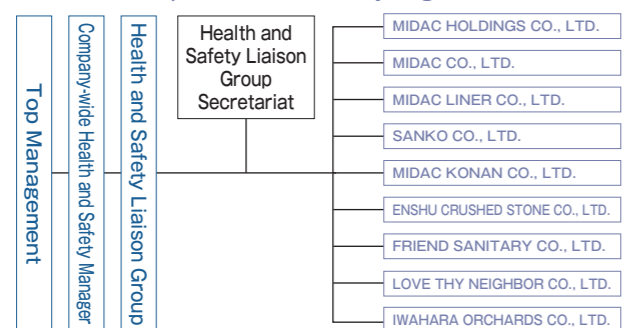 Top Management
Company-wide Health and Safety Manager
Health and Safety Liaison Group
Health and
Safety Liaison
Group
Secretariat
MIDAC HOLDINGS CO., LTD.
MIDAC CO., LTD.
MIDAC LINER CO., LTD.
SANKO CO., LTD.
MIDAC KONAN CO., LTD.
ENSHU CRUSHED STONE CO., LTD.
FRIEND SANITARY CO., LTD.
LOVE THY NEIGHBOR CO., LTD.
IWAHARA ORCHARDS CO., LTD.